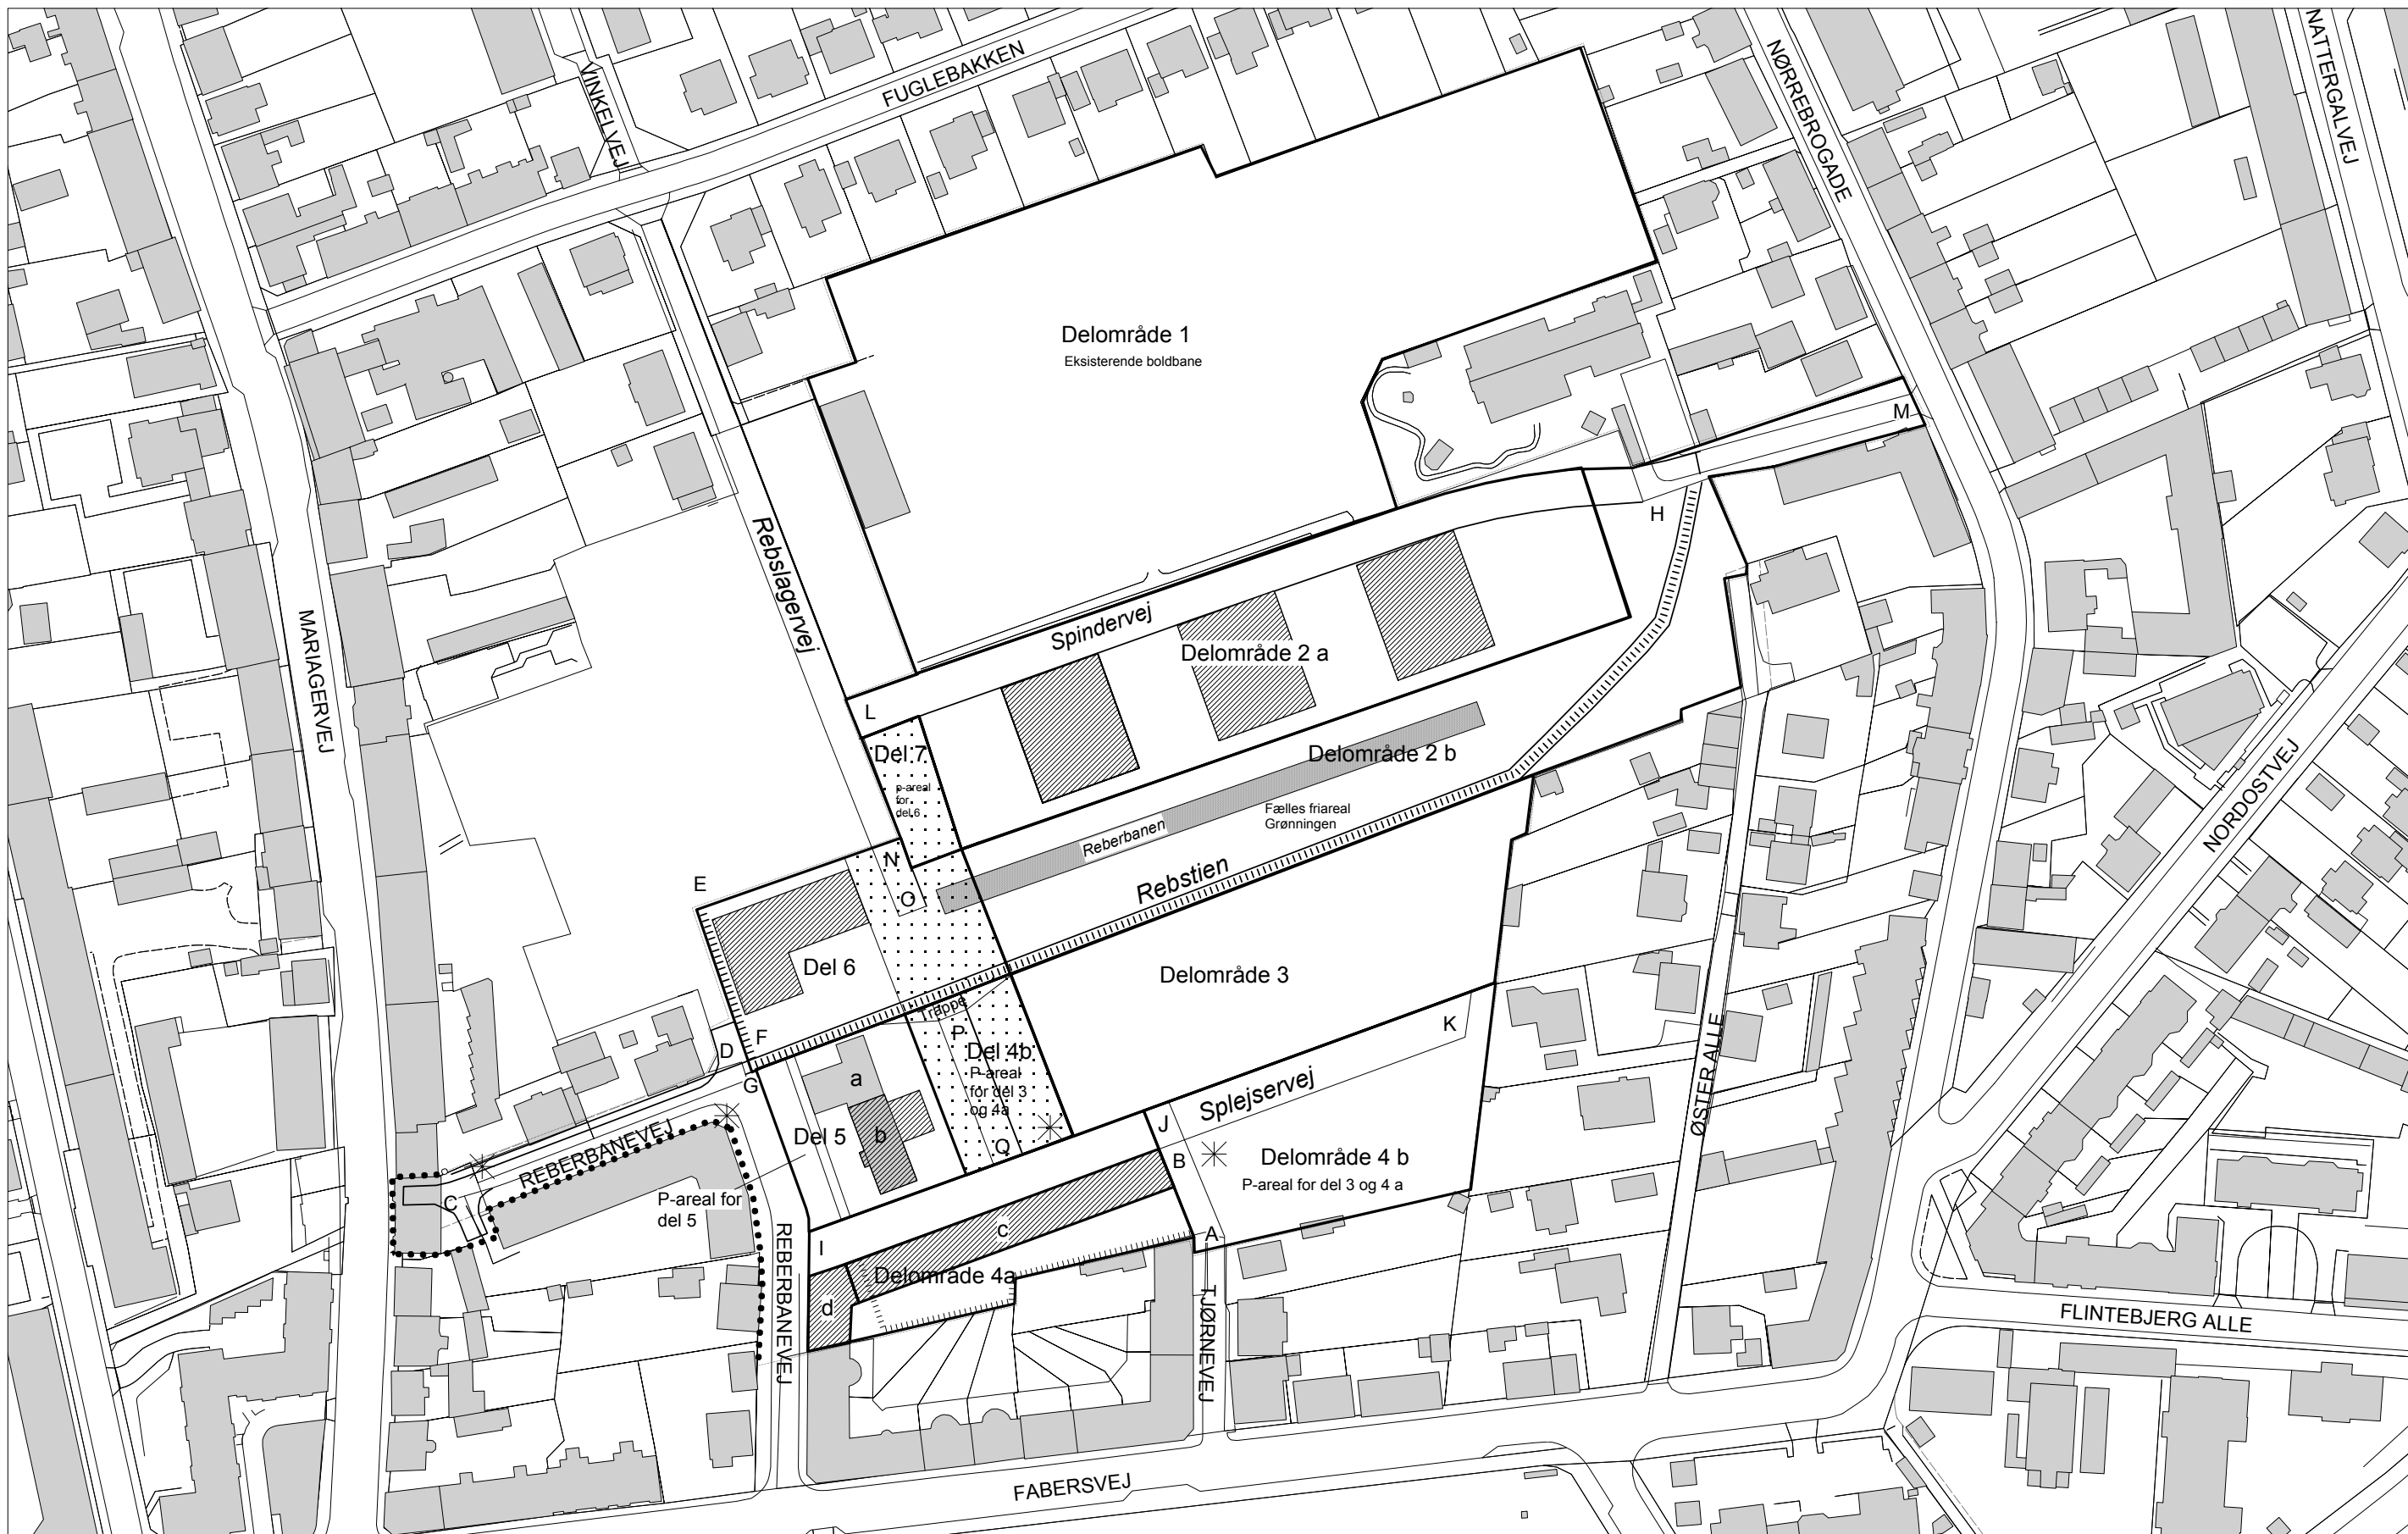 NATTERGALVEJ
NØRREBROGADE
FUGLEBAKKEN
VINKELVEJ
Delområde 1
Eksisterende boldbane
M
H
Rebslagervej
Spindervej
Delområde 2 a
MARIAGERVEJ
L
Del 7
p-areal
for
del 6
Delområde 2 b
NORDOSTVEJ
Fælles friareal
Grønningen
Reberbanen
N
E
O
Rebstien
Del 6
Delområde 3
Trappe
P
K
F
D
G
Del 4b
P-areal
for del 3
og 4a
a
b
Del 5
Splejservej
ØSTER ALLE
J
B
Q
Delområde 4 b
P-areal for del 3 og 4 a
REBERBANEVEJ
C
P-areal for
del 5
REBERBANEVEJ
I
c
A
Delområde 4a
d
TJØRNEVEJ
FLINTEBJERG ALLE
FABERSVEJ